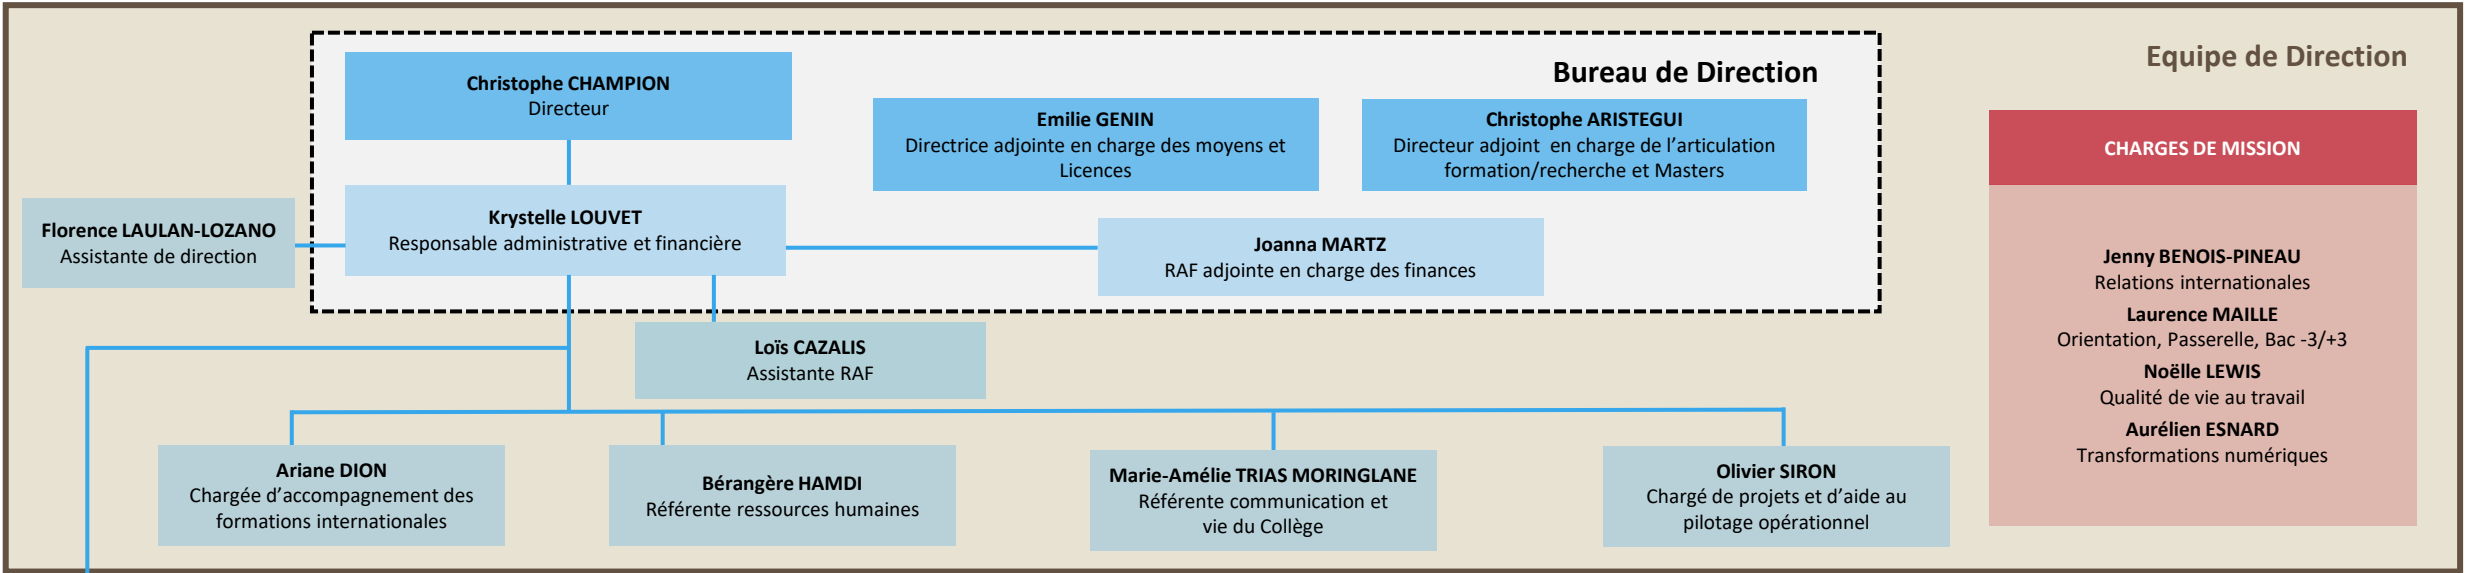 Equipe de Direction
Bureau de Direction
Christophe CHAMPION
Directeur
Emilie GENIN
Directrice adjointe en charge des moyens et
Licences
Christophe ARISTEGUI
Directeur adjoint  en charge de l’articulation
formation/recherche et Masters
Florence LAULAN-LOZANO
Assistante de direction
Krystelle LOUVET
Responsable administrative et financière
Joanna MARTZ
RAF adjointe en charge des finances
Loïs CAZALIS
Assistante RAF
Ariane DION
Chargée d’accompagnement des
formations internationales
Bérangère HAMDI
Référente ressources humaines
Marie-Amélie TRIAS MORINGLANE
Référente communication et
vie du Collège
Olivier SIRON
Chargé de projets et d’aide au
pilotage opérationnel
CHARGES DE MISSION
Jenny BENOIS-PINEAU
Relations internationales
Laurence MAILLE
Orientation, Passerelle, Bac -3/+3
Noëlle LEWIS
Qualité de vie au travail
Aurélien ESNARD
Transformations numériques